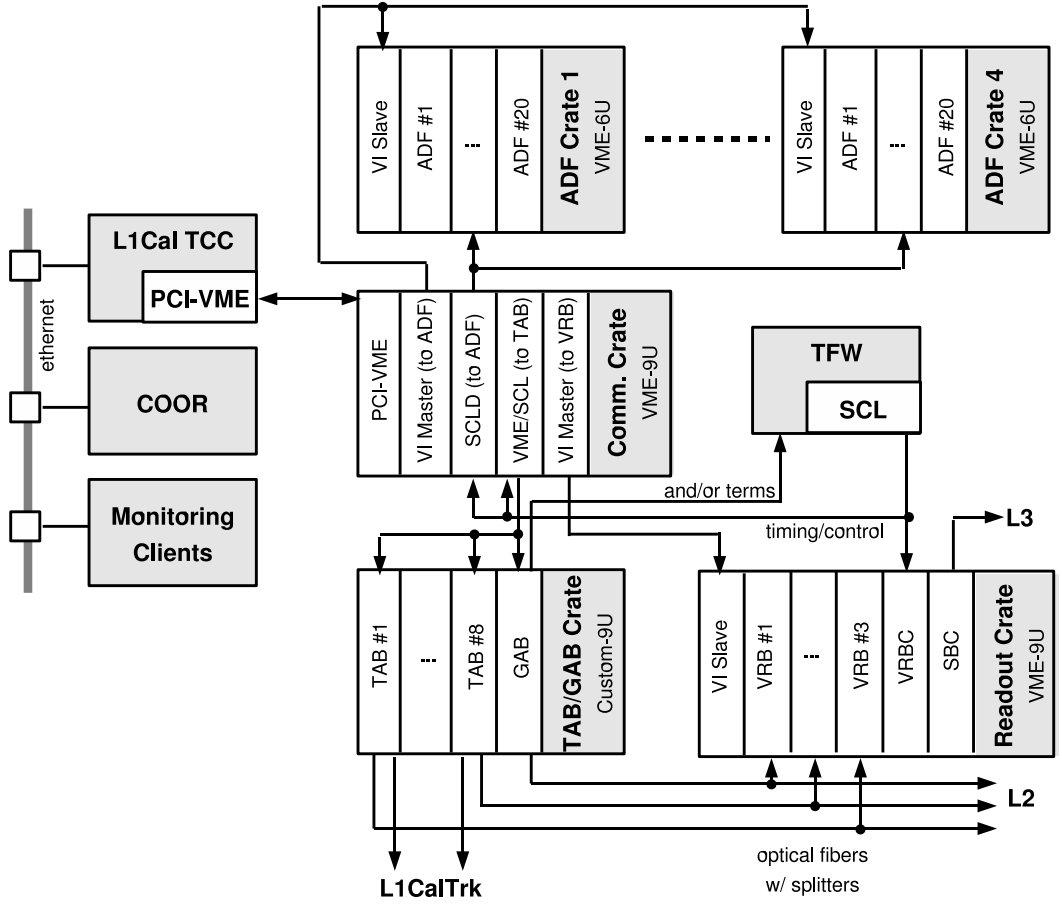 VI Slave
ADF #1
...
ADF #20
ADF Crate 1
VME-6U
VI Slave
ADF #1
...
ADF #20
ADF Crate 4
VME-6U
ethernet
L1Cal TCC
PCI-VME
COOR
Monitoring
Clients
PCI-VME
VI Master (to ADF)
SCLD (to ADF)
VME/SCL (to TAB)
VI Master (to VRB)
Comm. Crate
VME-9U
TFW
SCL
and/or terms
timing/control
L3
TAB #1
...
TAB #8
GAB
TAB/GAB Crate
Custom-9U
VI Slave
VRB #1
...
VRB #3
VRBC
SBC
Readout Crate
VME-9U
L2
optical fibers
w/ splitters
L1CalTrk